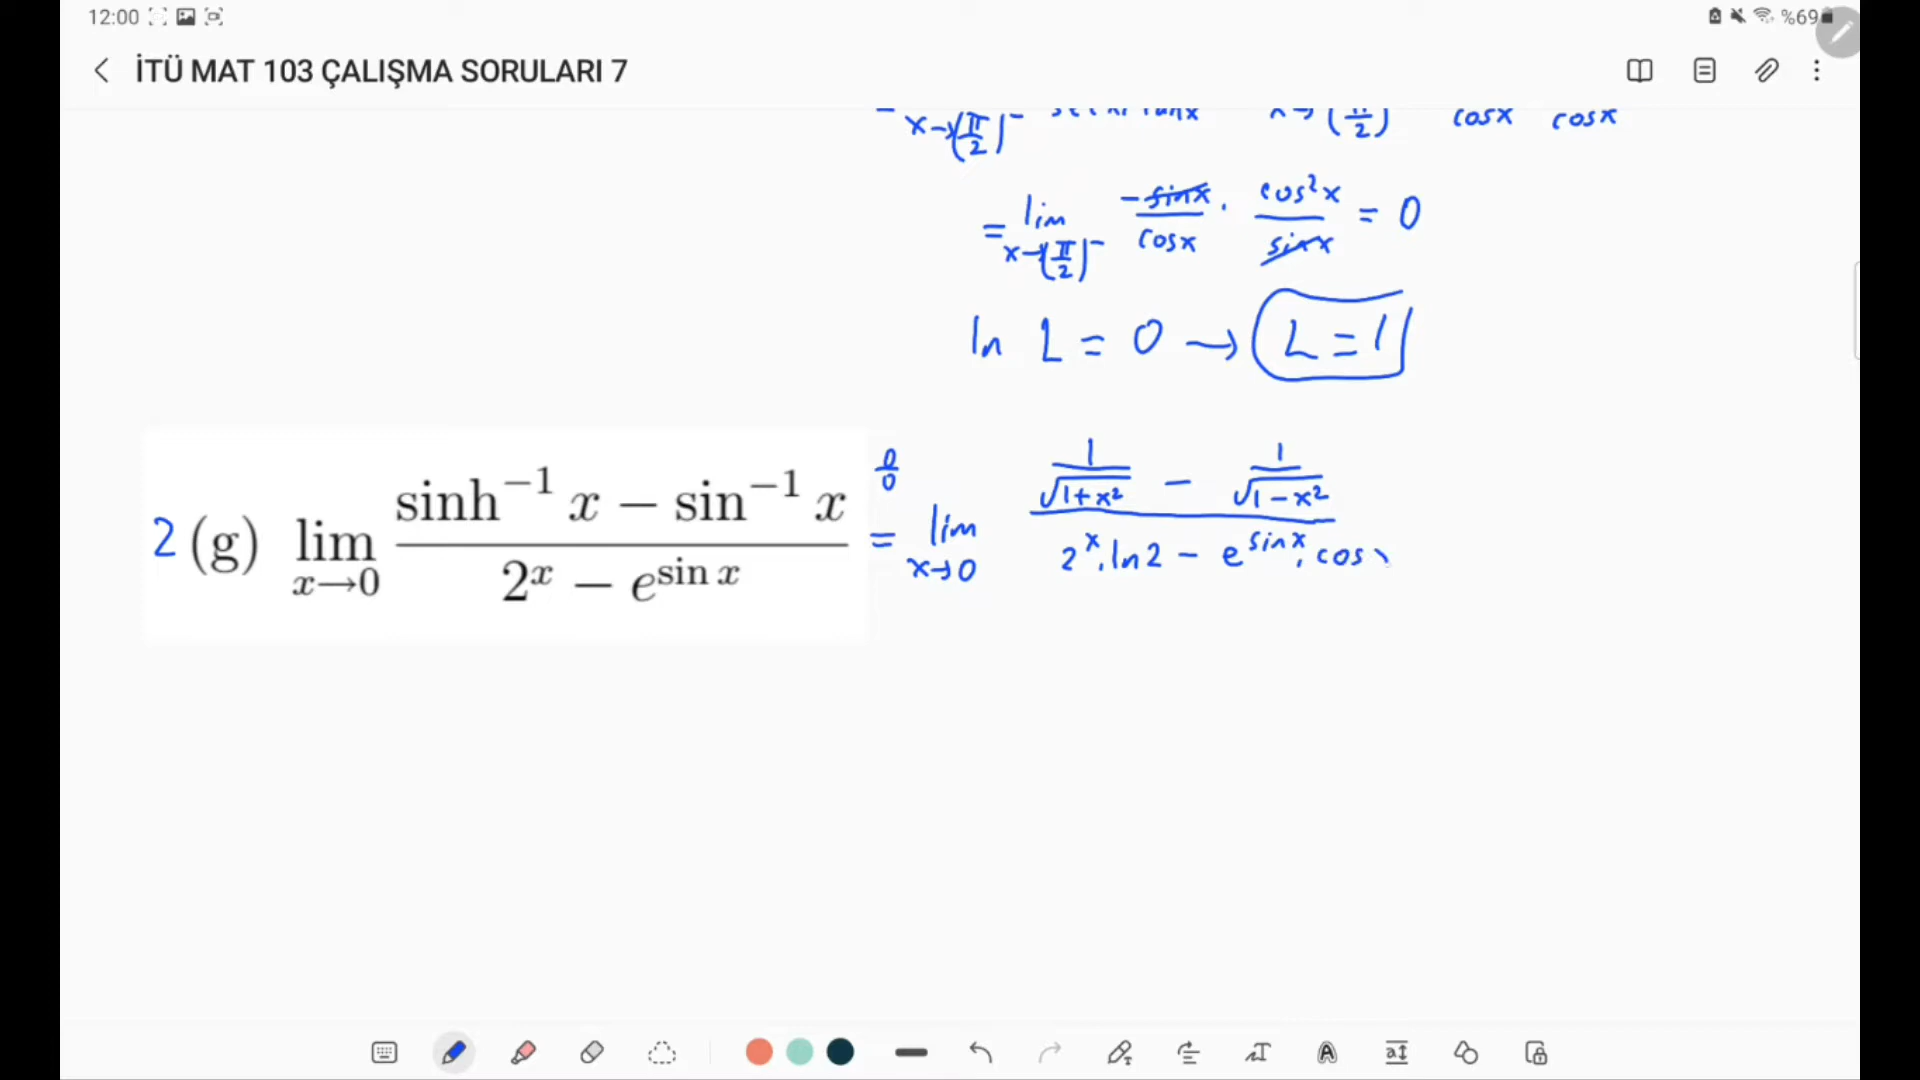 12:00 %69
İTÜ MAT 103 ÇALIŞMA SORULARI 7
= x→(π/2)⁻ x→(π/2) cosx cosx
= lim x→(π/2)⁻ -sinx/cosx · cos²x/sinx = 0
ln L = 0 → L = 1
2 (g) lim x→0 (sinh⁻¹ x − sin⁻¹ x)/(2ˣ − e^(sin x)) 0/0 = lim x→0 (1/√(1+x²) − 1/√(1−x²))/(2ˣ.ln2 − e^(sinx).cos